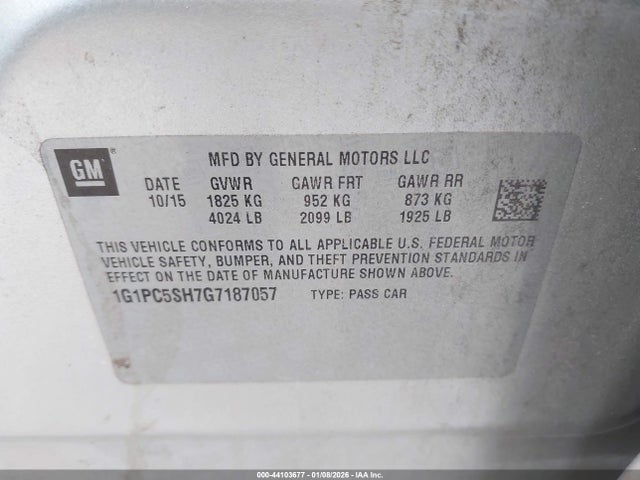 GM®
MFD BY GENERAL MOTORS LLC
DATE GVWR GAWR FRT GAWR RR
10/15 1825 KG 952 KG 873 KG
4024 LB 2099 LB 1925 LB
THIS VEHICLE CONFORMS TO ALL APPLICABLE U.S. FEDERAL MOTOR
VEHICLE SAFETY, BUMPER, AND THEFT PREVENTION STANDARDS IN
EFFECT ON THE DATE OF MANUFACTURE SHOWN ABOVE.
1G1PC5SH7G7187057 TYPE: PASS CAR
000-44103677 - 01/08/2026 - IAA Inc.